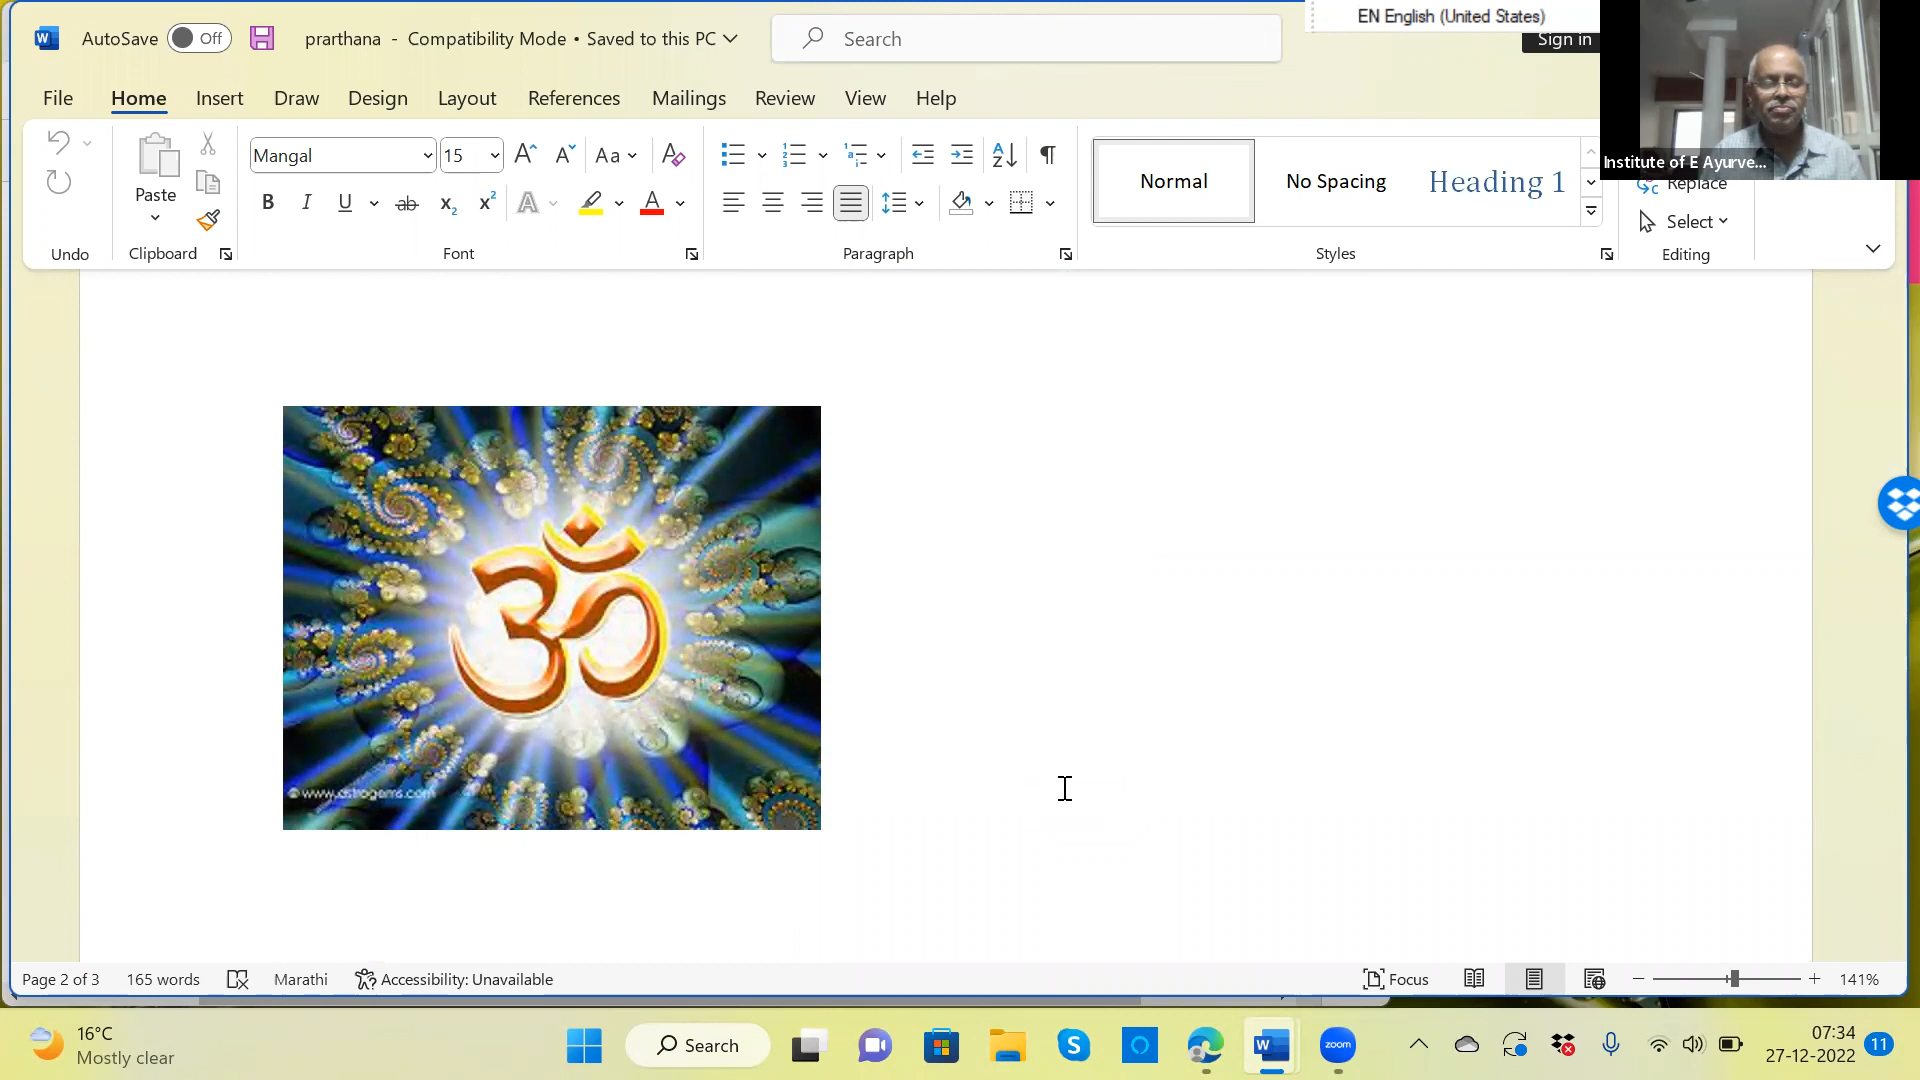 EN English (United States)
AutoSave Off prarthana - Compatibility Mode • Saved to this PC Search Sign in
File Home Insert Draw Design Layout References Mailings Review View Help
Mangal 15 Aa
Paste
Normal No Spacing Heading 1
Institute of E Ayurve...
Replace
Select
Undo Clipboard Font Paragraph Styles Editing
ॐ
© www.astrogems.com
Page 2 of 3 165 words Marathi Accessibility: Unavailable Focus 141%
16°C
Mostly clear
Search
zoom
07:34
27-12-2022 11